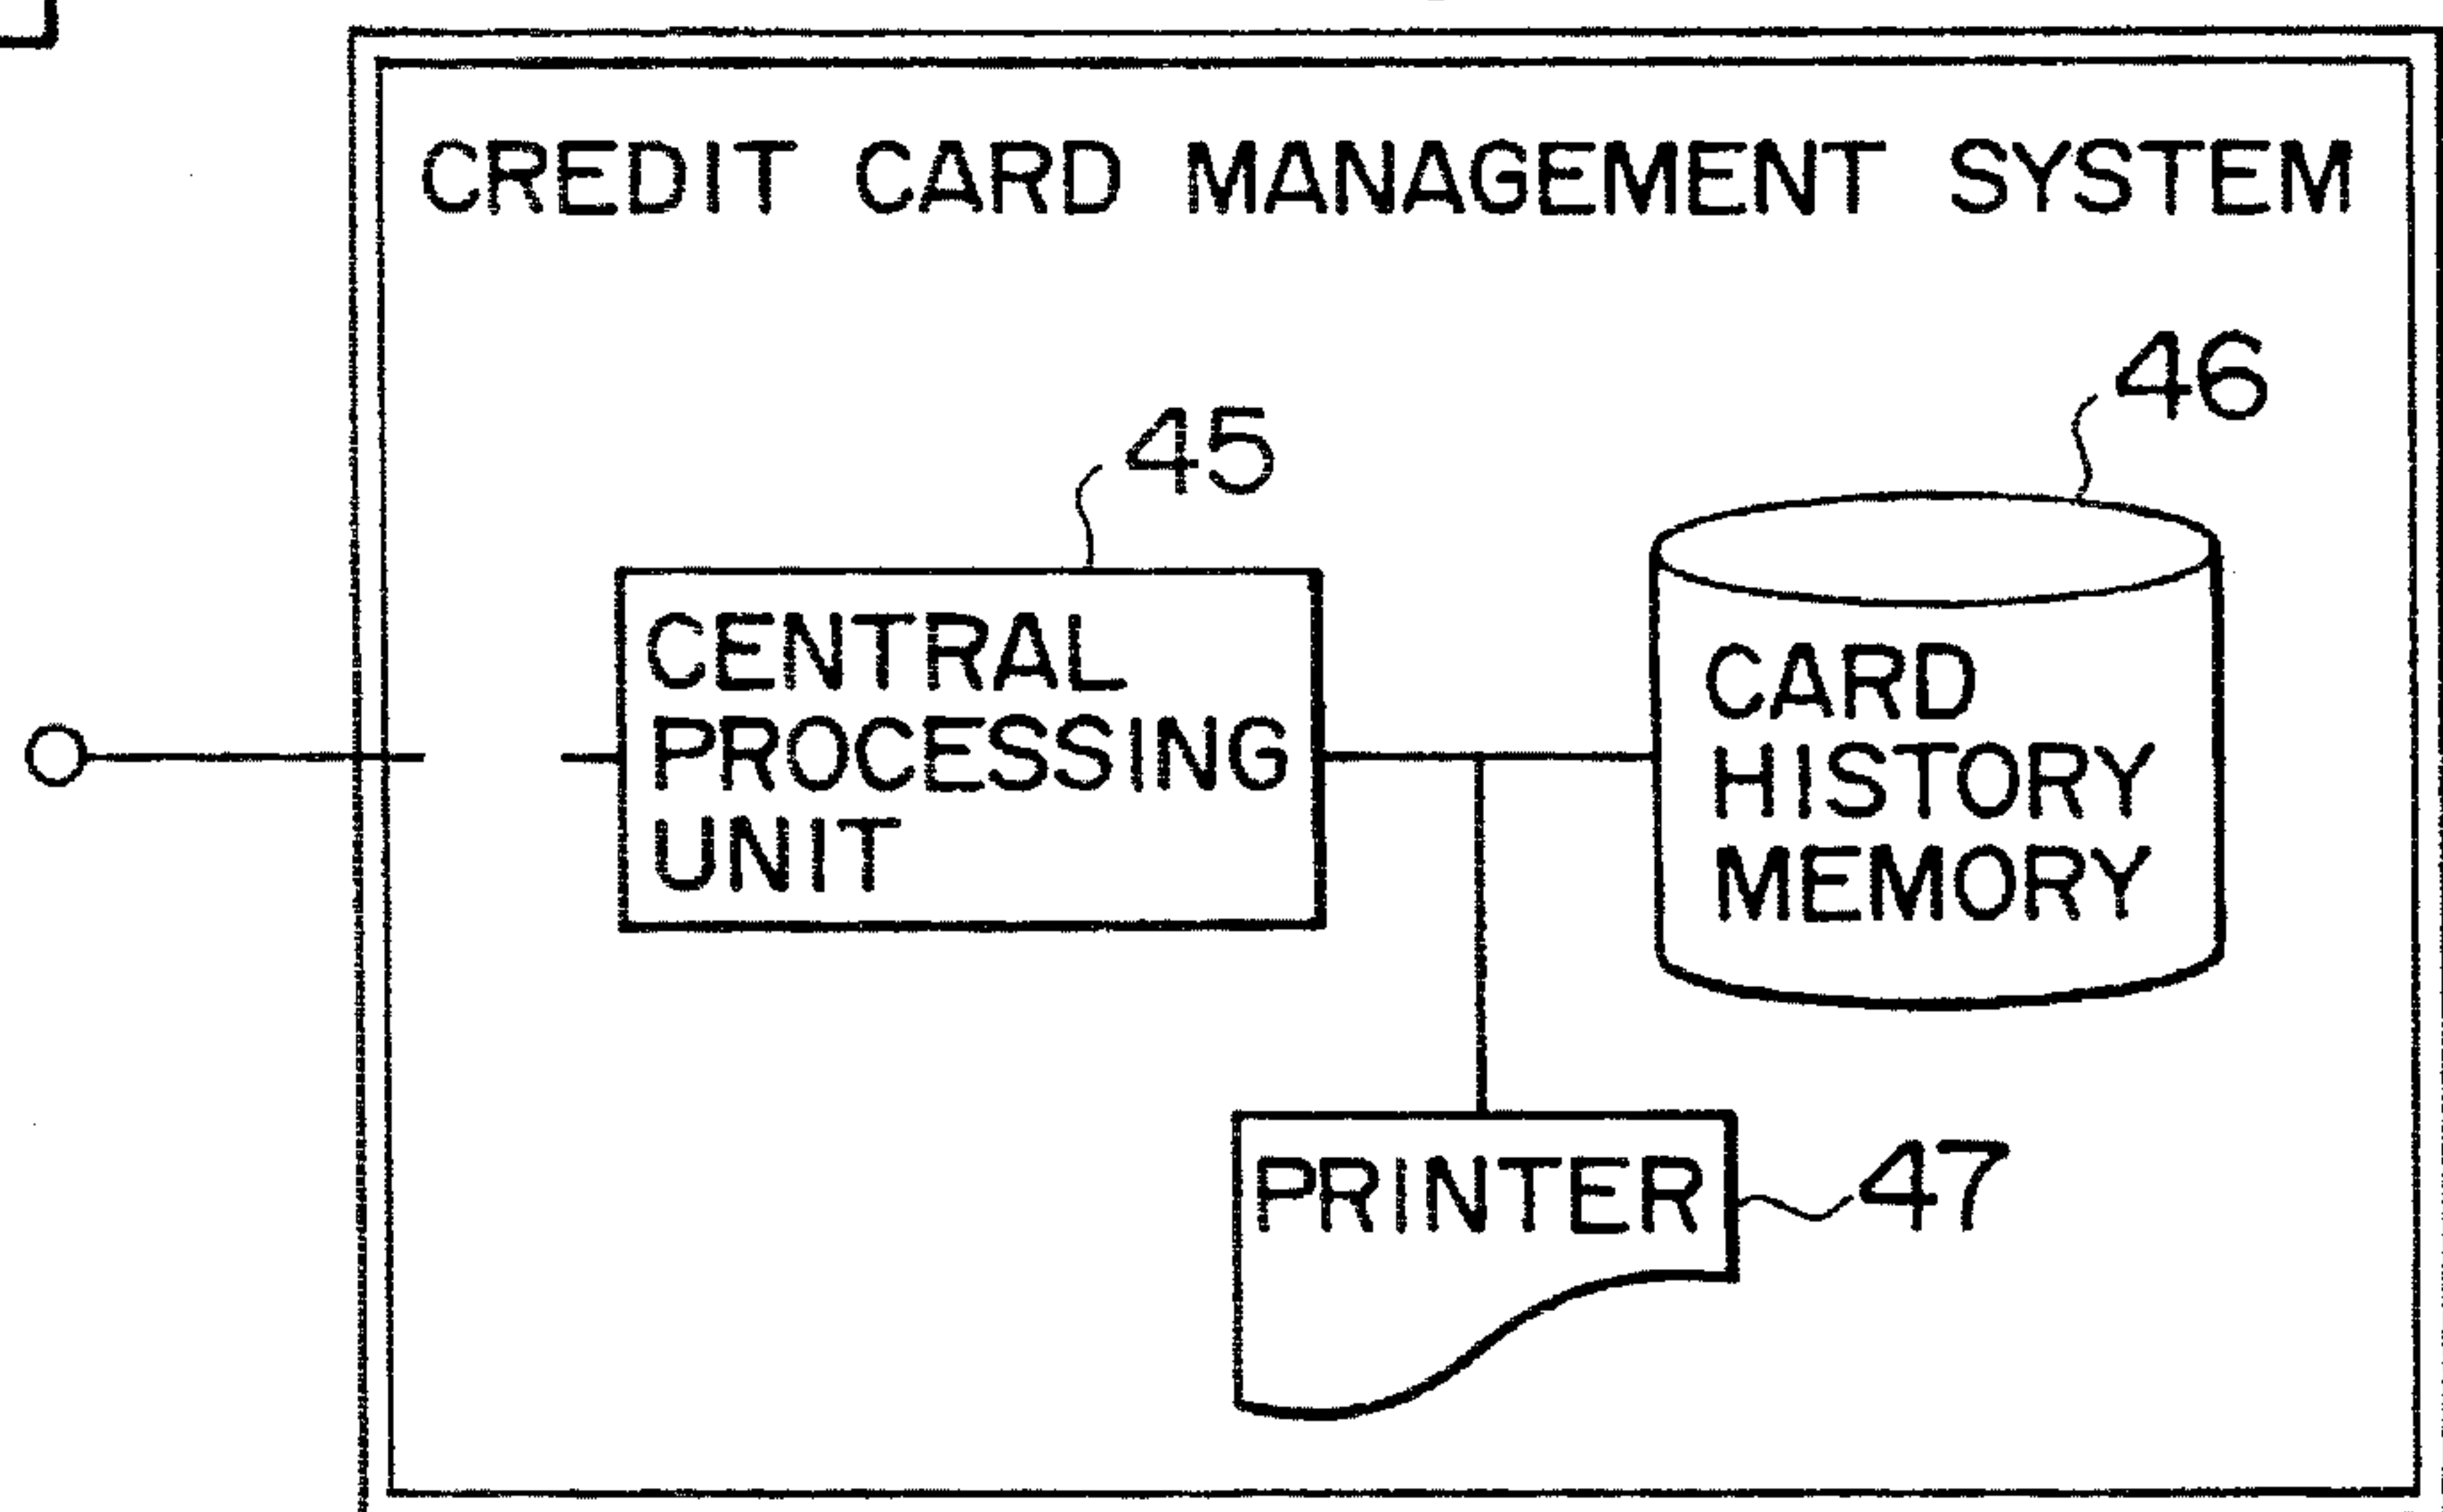 CREDIT CARD MANAGEMENT SYSTEM
46
45
CENTRAL
PROCESSING
UNIT
CARD
HISTORY
MEMORY
PRINTER
47